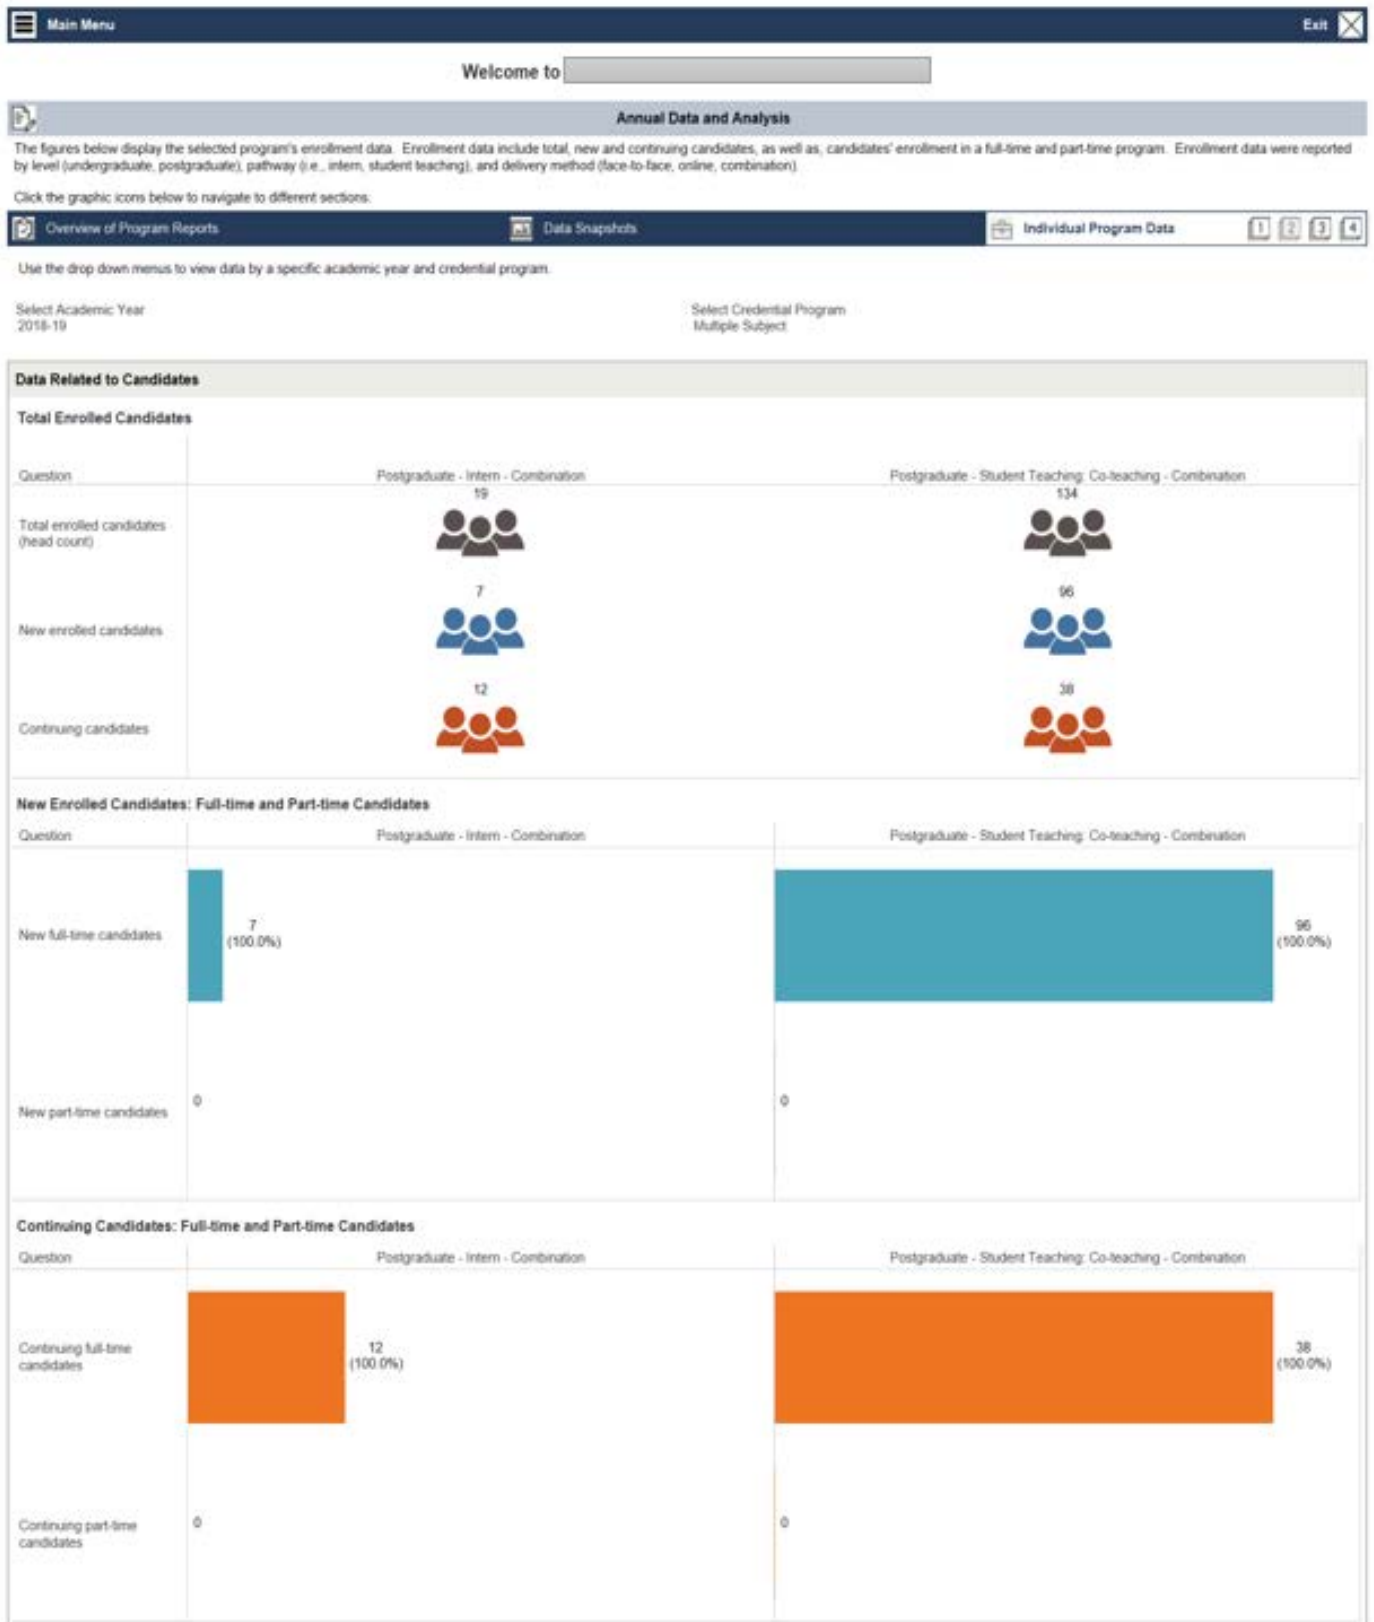 Main Menu
Exit
Welcome to
Annual Data and Analysis
The figures below display the selected program's enrollment data. Enrollment data include total, new and continuing candidates, as well as, candidates' enrollment in a full-time and part-time program. Enrollment data were reported
by level (undergraduate, postgraduate), pathway (i.e., intern, student teaching), and delivery method (face-to-face, online, combination).
Click the graphic icons below to navigate to different sections:
Overview of Program Reports
Data Snapshots
Individual Program Data
1 2 3 4
Use the drop down menus to view data by a specific academic year and credential program.
Select Academic Year
2018-19
Select Credential Program
Multiple Subject
Data Related to Candidates
Total Enrolled Candidates
Question
Postgraduate - Intern - Combination
Postgraduate - Student Teaching: Co-teaching - Combination
Total enrolled candidates
(head count)
19
134
New enrolled candidates
7
96
Continuing candidates
12
38
New Enrolled Candidates: Full-time and Part-time Candidates
Question
Postgraduate - Intern - Combination
Postgraduate - Student Teaching: Co-teaching - Combination
New full-time candidates
7
(100.0%)
96
(100.0%)
New part-time candidates
0
0
Continuing Candidates: Full-time and Part-time Candidates
Question
Postgraduate - Intern - Combination
Postgraduate - Student Teaching: Co-teaching - Combination
Continuing full-time
candidates
12
(100.0%)
38
(100.0%)
Continuing part-time
candidates
0
0